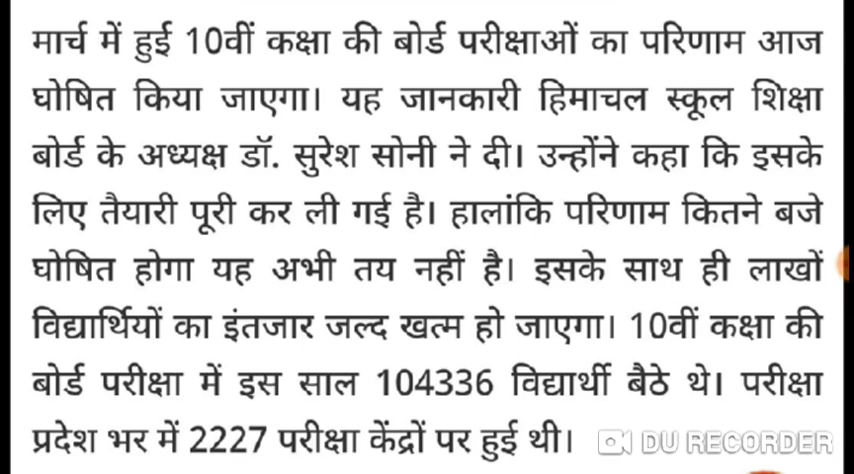 मार्च में हुई 10वीं कक्षा की बोर्ड परीक्षाओं का परिणाम आज
घोषित किया जाएगा। यह जानकारी हिमाचल स्कूल शिक्षा
बोर्ड के अध्यक्ष डॉ. सुरेश सोनी ने दी। उन्होंने कहा कि इसके
लिए तैयारी पूरी कर ली गई है। हालांकि परिणाम कितने बजे
घोषित होगा यह अभी तय नहीं है। इसके साथ ही लाखों
विद्यार्थियों का इंतजार जल्द खत्म हो जाएगा। 10वीं कक्षा की
बोर्ड परीक्षा में इस साल 104336 विद्यार्थी बैठे थे। परीक्षा
प्रदेश भर में 2227 परीक्षा केंद्रों पर हुई थी। DU RECORDER